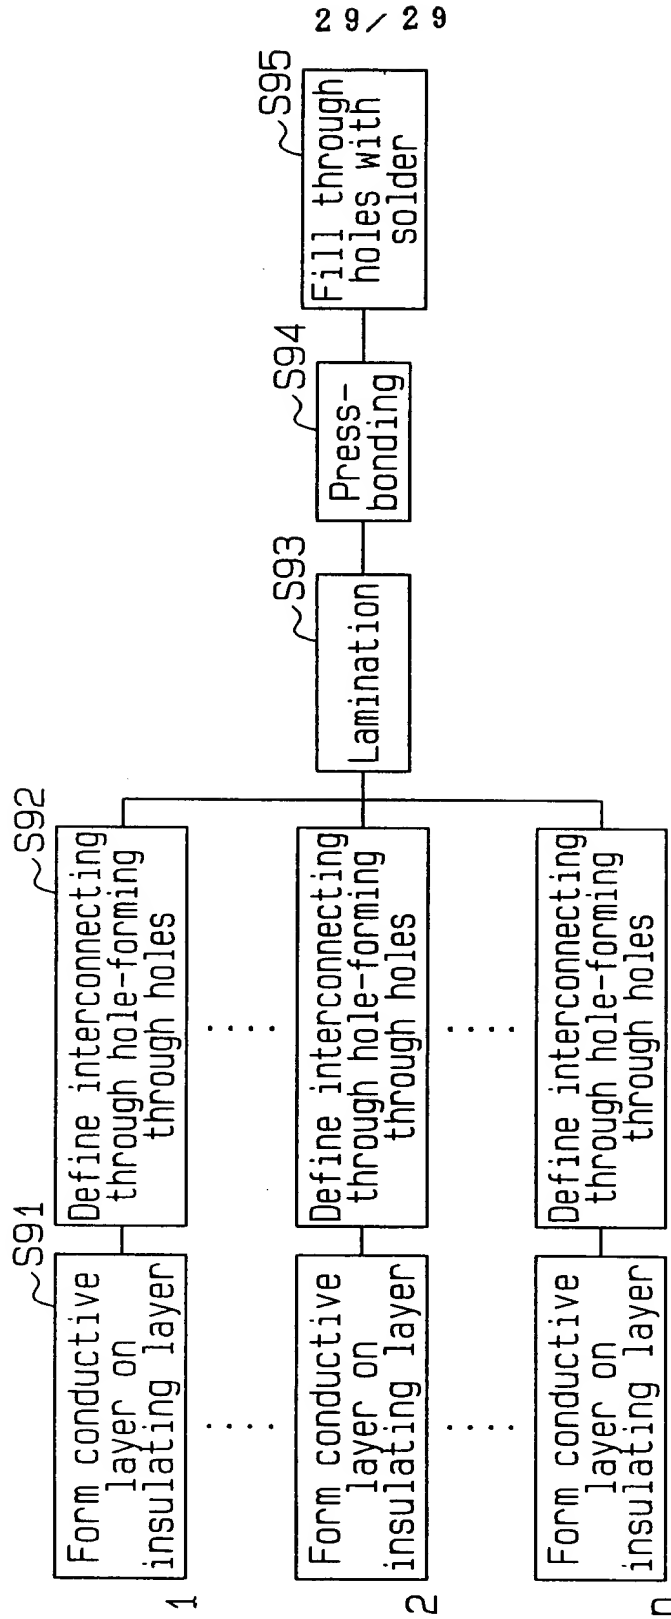 29/29
1
Form conductive
layer on
insulating layer
S91
Define interconnecting
through hole-forming
through holes
S92
2
Form conductive
layer on
insulating layer
Define interconnecting
through hole-forming
through holes
n
Form conductive
layer on
insulating layer
Define interconnecting
through hole-forming
through holes
Lamination
S93
Press-
bonding
S94
Fill through
holes with
solder
S95